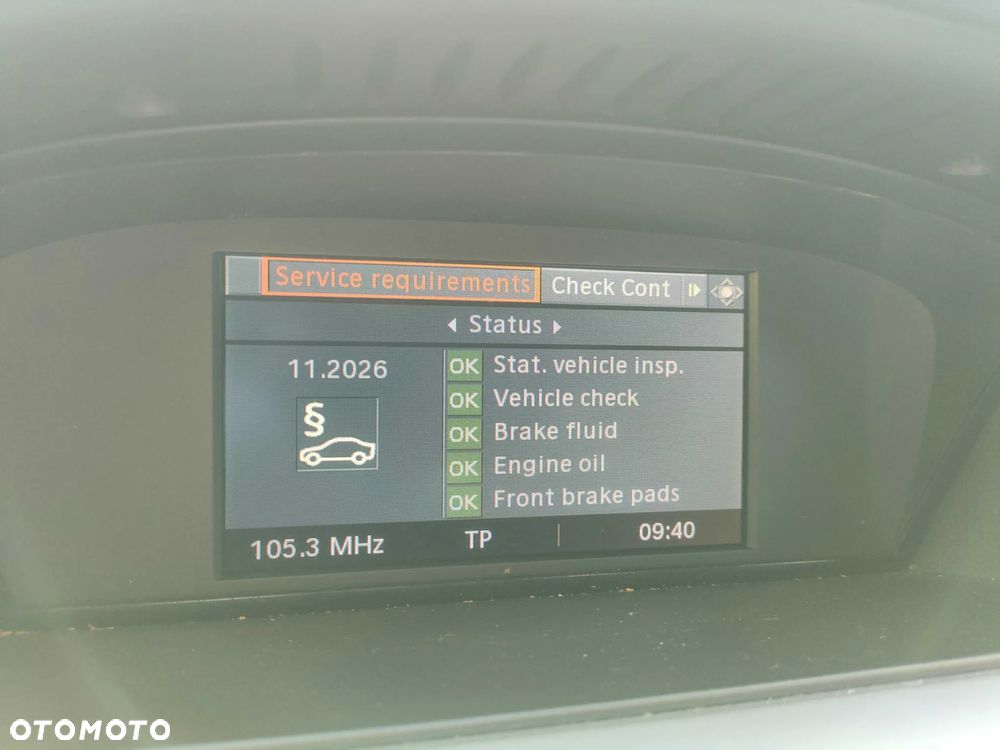 Service requirements Check Cont
Status
11.2026
§
OK Stat. vehicle insp.
OK Vehicle check
OK Brake fluid
OK Engine oil
OK Front brake pads
105.3 MHz TP 09:40
OTOMOTO